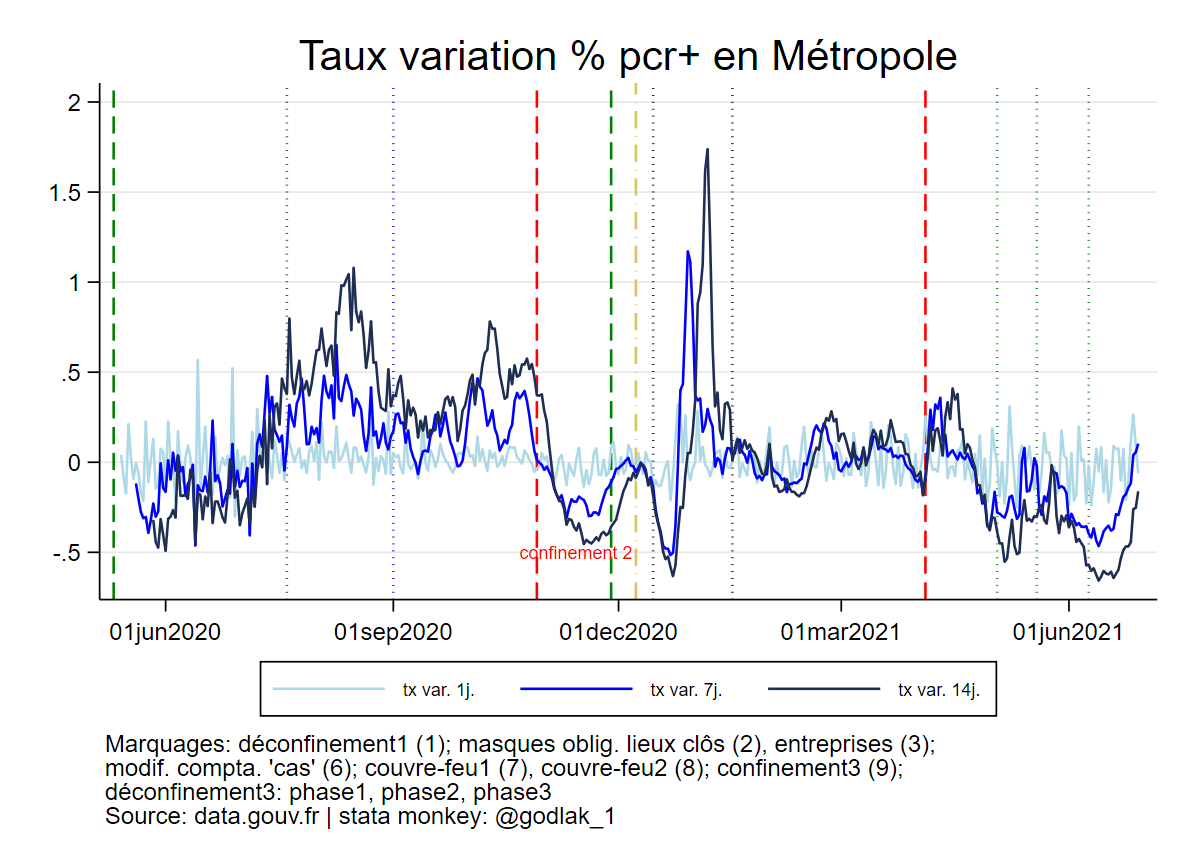 Taux variation % pcr+ en Métropole
2
1.5
1
.5
0
-.5
confinement 2
01jun2020 01sep2020 01dec2020 01mar2021 01jun2021
tx var. 1j. tx var. 7j. tx var. 14j.
Marquages: déconfinement1 (1); masques oblig. lieux clôs (2), entreprises (3);
modif. compta. 'cas' (6); couvre-feu1 (7), couvre-feu2 (8); confinement3 (9);
déconfinement3: phase1, phase2, phase3
Source: data.gouv.fr | stata monkey: @godlak_1